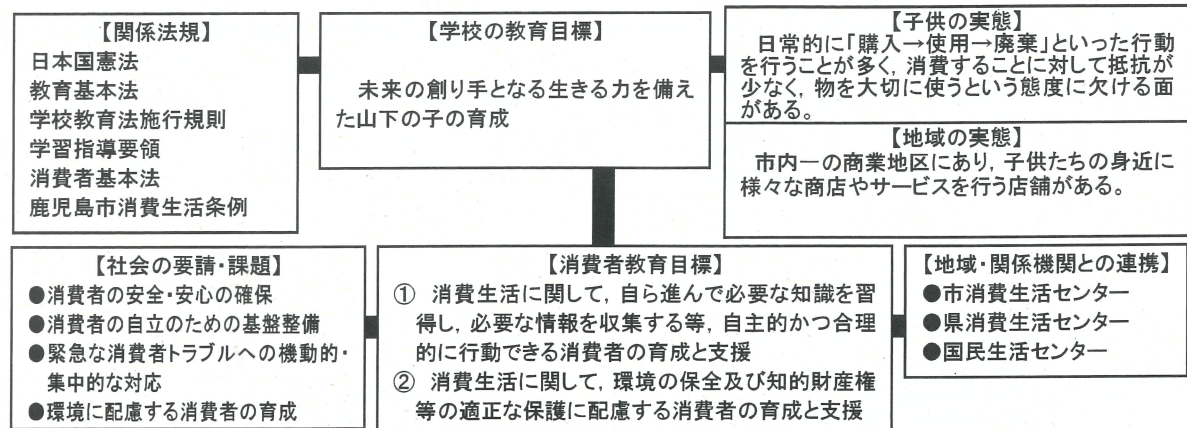 【関係法規】
日本国憲法
教育基本法
学校教育法施行規則
学習指導要領
消費者基本法
鹿児島市消費生活条例
【学校の教育目標】
未来の創り手となる生きる力を備え
た山下の子の育成
【子供の実態】
日常的に「購入→使用→廃棄」といった行動
を行うことが多く,消費することに対して抵抗が
少なく,物を大切に使うという態度に欠ける面
がある。
【地域の実態】
市内一の商業地区にあり,子供たちの身近に
様々な商店やサービスを行う店舗がある。
【社会の要請・課題】
●消費者の安全・安心の確保
●消費者の自立のための基盤整備
●緊急な消費者トラブルへの機動的・
集中的な対応
●環境に配慮する消費者の育成
【消費者教育目標】
① 消費生活に関して,自ら進んで必要な知識を習
得し,必要な情報を収集する等,自主的かつ合理
的に行動できる消費者の育成と支援
② 消費生活に関して,環境の保全及び知的財産権
等の適正な保護に配慮する消費者の育成と支援
【地域・関係機関との連携】
●市消費生活センター
●県消費生活センター
●国民生活センター